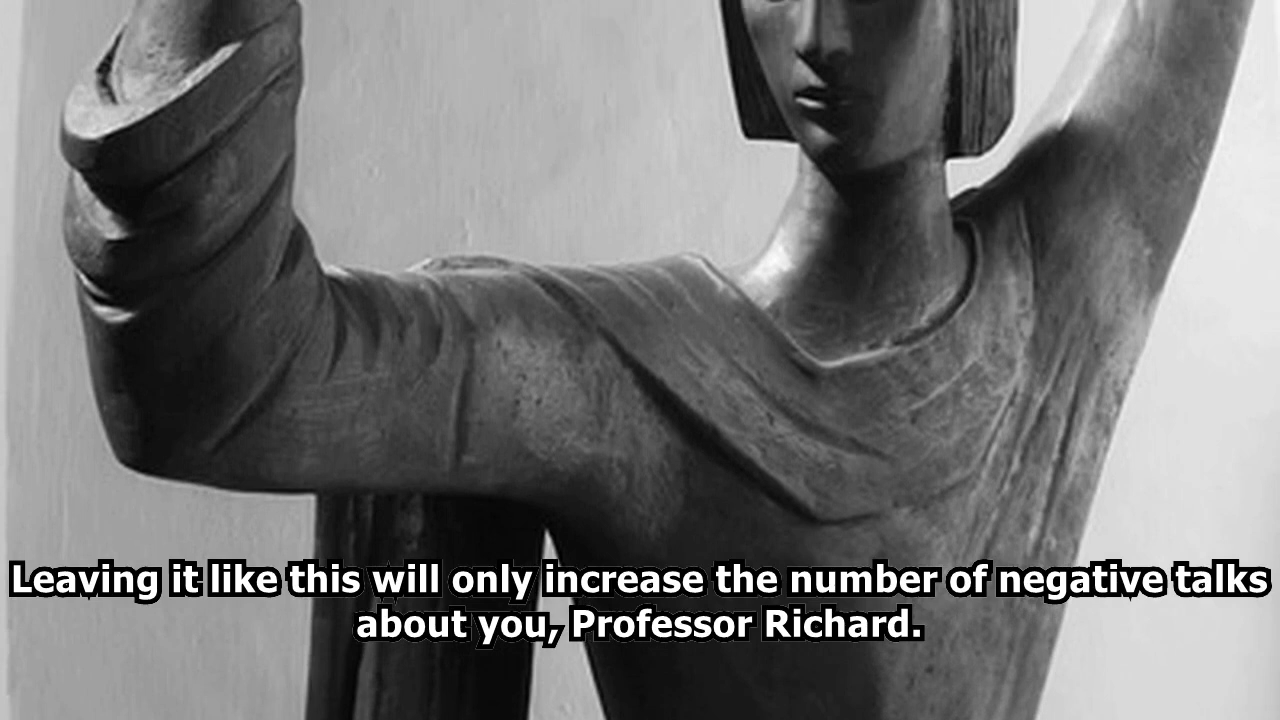 Leaving it like this will only increase the number of negative talks
about you, Professor Richard.